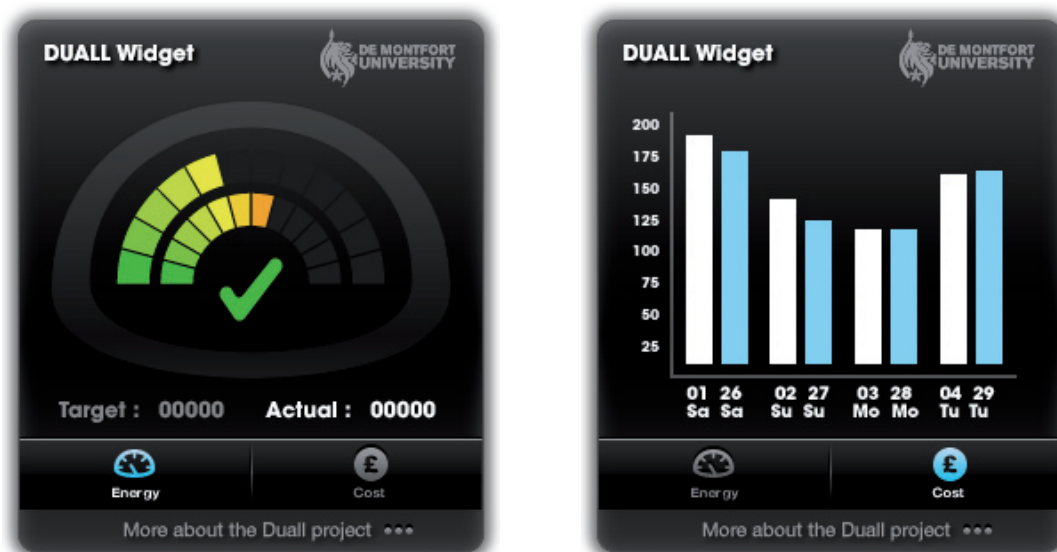 DUALL Widget
DE MONTFORT
UNIVERSITY
Target : 00000 Actual : 00000
Energy
£
Cost
More about the Duall project
DUALL Widget
DE MONTFORT
UNIVERSITY
200
175
150
125
100
75
50
25
01 26 02 27 03 28 04 29
Sa Sa Su Su Mo Mo Tu Tu
Energy
£
Cost
More about the Duall project